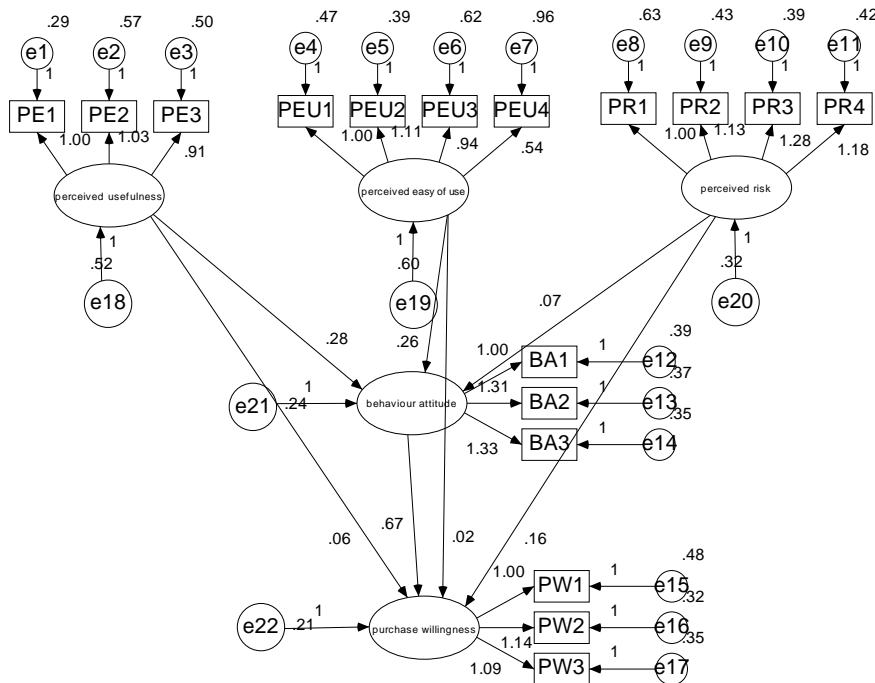 .29 .57 .50 .47 .39 .62 .96 .63 .43 .39 .42
e1 e2 e3 e4 e5 e6 e7 e8 e9 e10 e11
1 1 1 1 1 1 1 1 1 1 1
PE1 PE2 PE3 PEU1 PEU2 PEU3 PEU4 PR1 PR2 PR3 PR4
1.00 1.03 .91 1.00 1.11 .94 .54 1.00 1.13 1.28 1.18
perceived usefulness perceived easy of use perceived risk
1 1 1
.52 .60 .32
e18 e19 e20
.28 .26 .07 .39
1.00 BA1 1 e12
.37
e21 1 .24 behaviour attitude 1.31 BA2 1 e13
.35
1.33 BA3 1 e14
.06 .67 .02 .16 .48
1.00 PW1 1 e15
.32
e22 1 .21 purchase willingness 1.14 PW2 1 e16
.35
1.09 PW3 1 e17